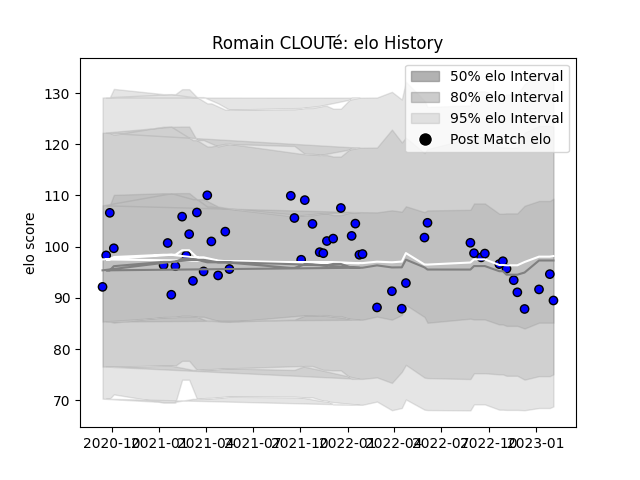 Romain CLOUTé: elo History
50% elo Interval
80% elo Interval
95% elo Interval
Post Match elo
elo score
130
120
110
100
90
80
70
2020-10 2021-01 2021-04 2021-07 2021-10 2022-01 2022-04 2022-07 2022-10 2023-01